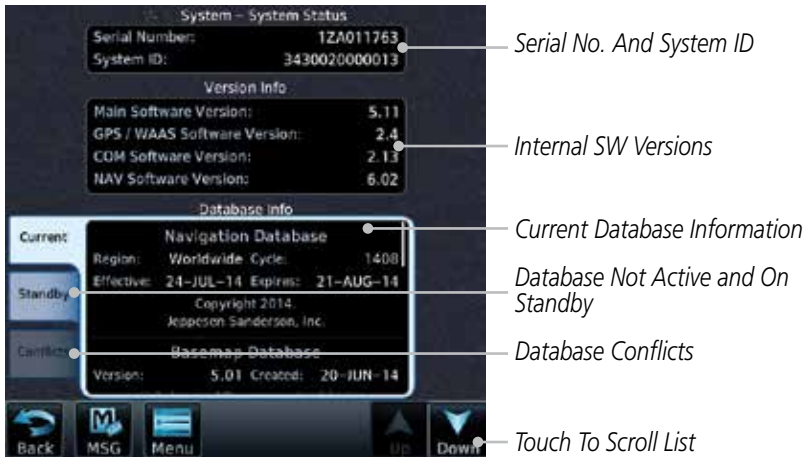 System – System Status
Serial Number: 1ZA011763
System ID: 3430020000013
Version Info
Main Software Version: 5.11
GPS / WAAS Software Version: 2.4
COM Software Version: 2.13
NAV Software Version: 6.02
Database Info
Current
Standby
Conflicts
Navigation Database
Region: Worldwide Cycle: 1408
Effective: 24-JUL-14 Expires: 21-AUG-14
Copyright 2014.
Jeppesen Sanderson, Inc.
Basemap Database
Version: 5.01 Created: 20-JUN-14
Back
MSG
Menu
Up
Down
Serial No. And System ID
Internal SW Versions
Current Database Information
Database Not Active and On
Standby
Database Conflicts
Touch To Scroll List